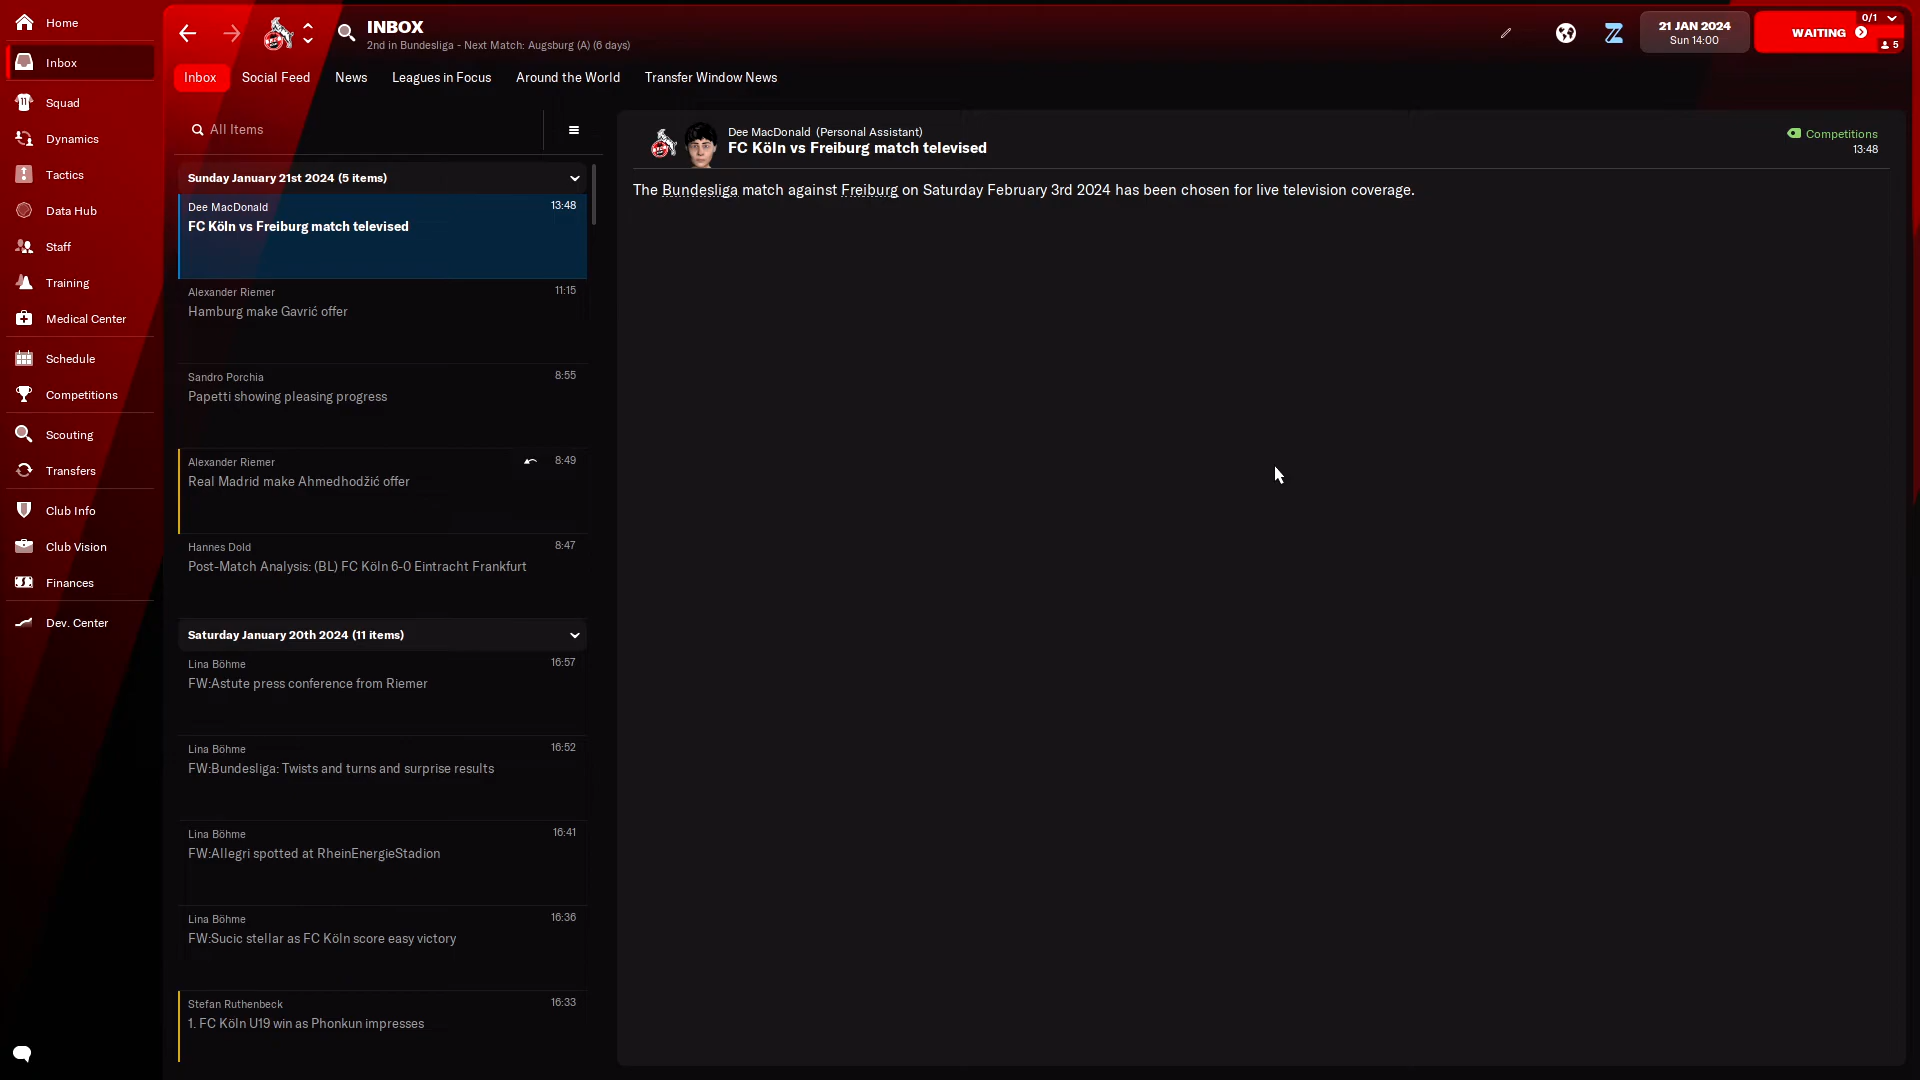 Home
Inbox
Squad
Dynamics
Tactics
Data Hub
Staff
Training
Medical Center
Schedule
Competitions
Scouting
Transfers
Club Info
Club Vision
Finances
Dev. Center
INBOX
2nd in Bundesliga - Next Match: Augsburg (A) (6 days)
21 JAN 2024
Sun 14:00
WAITING
0/1
5
Inbox
Social Feed
News
Leagues in Focus
Around the World
Transfer Window News
All Items
Sunday January 21st 2024 (5 items)
Dee MacDonald 13:48
FC Köln vs Freiburg match televised
Alexander Riemer 11:15
Hamburg make Gavrić offer
Sandro Porchia 8:55
Papetti showing pleasing progress
Alexander Riemer 8:49
Real Madrid make Ahmedhodžić offer
Hannes Dold 8:47
Post-Match Analysis: (BL) FC Köln 6-0 Eintracht Frankfurt
Saturday January 20th 2024 (11 items)
Lina Böhme 16:57
FW:Astute press conference from Riemer
Lina Böhme 16:52
FW:Bundesliga: Twists and turns and surprise results
Lina Böhme 16:41
FW:Allegri spotted at RheinEnergieStadion
Lina Böhme 16:36
FW:Sucic stellar as FC Köln score easy victory
Stefan Ruthenbeck 16:33
1. FC Köln U19 win as Phonkun impresses
Dee MacDonald (Personal Assistant)
FC Köln vs Freiburg match televised
Competitions
13:48
The Bundesliga match against Freiburg on Saturday February 3rd 2024 has been chosen for live television coverage.